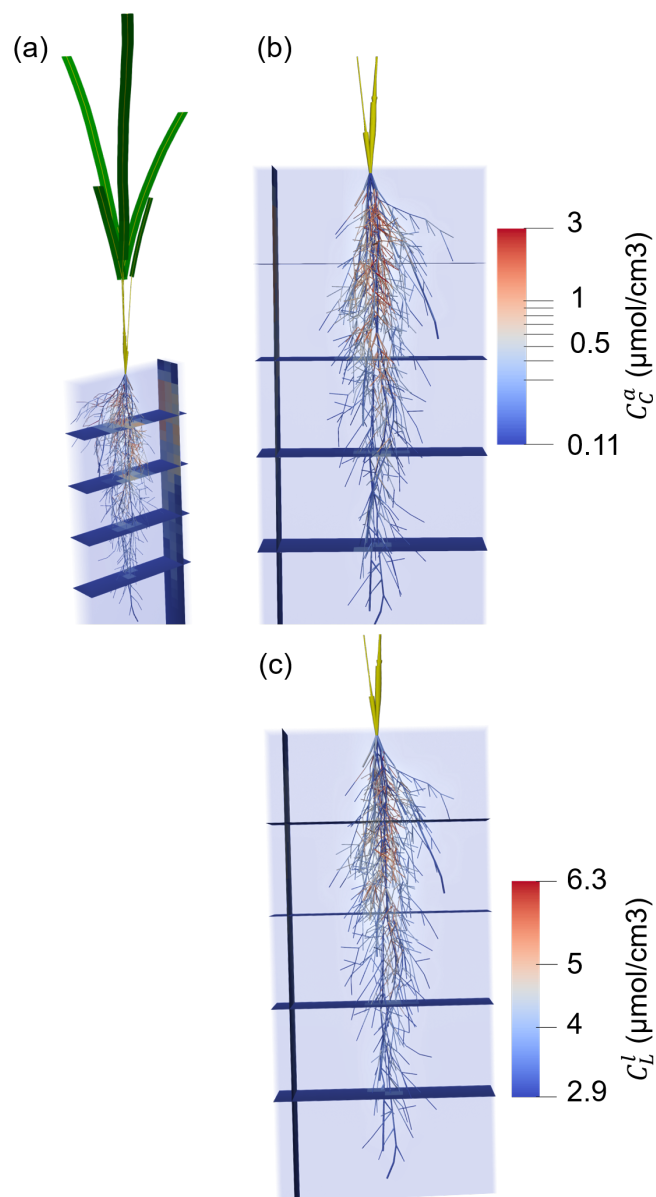 (a)
(b)
3
1
0.5
0.11
C_C^a (μmol/cm3)
(c)
6.3
5
4
2.9
C_L^l (μmol/cm3)